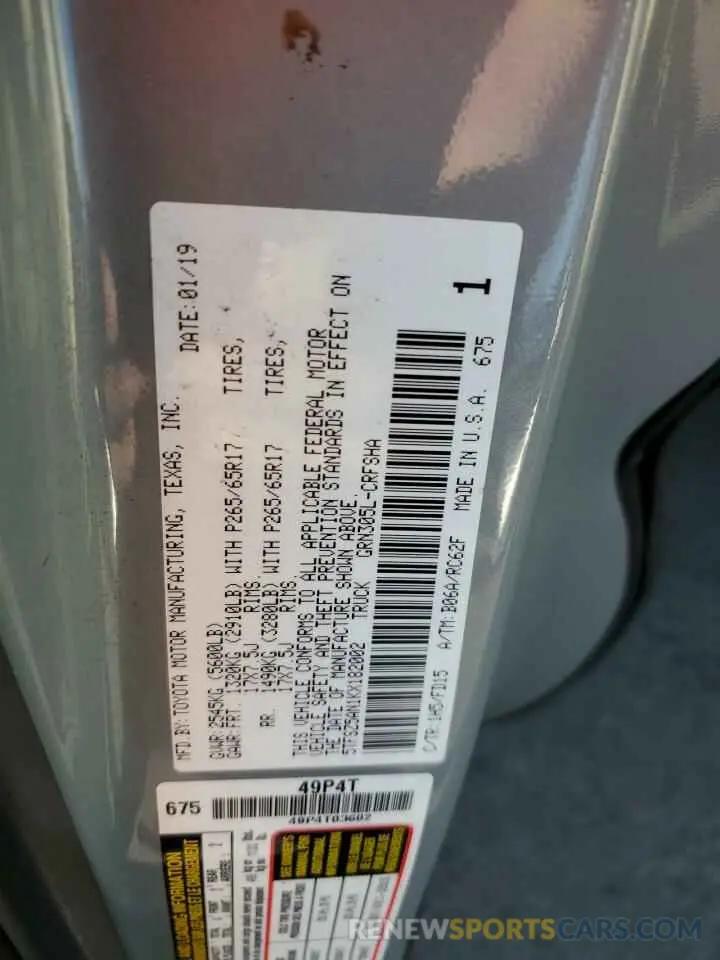 MFD.BY:TOYOTA MOTOR MANUFACTURING, TEXAS, INC. DATE:01/19
GVWR:2545KG (5600LB)
GAWR:FRT. 1320KG (2910LB) WITH P265/65R17 TIRES,
17X7.5J RIMS,
RR. 1490KG (3280LB) WITH P265/65R17 TIRES,
17X7.5J RIMS.
THIS VEHICLE CONFORMS TO ALL APPLICABLE FEDERAL MOTOR
VEHICLE SAFETY AND THEFT PREVENTION STANDARDS IN EFFECT ON
THE DATE OF MANUFACTURE SHOWN ABOVE.
5TFSZ5AN1KX182002 TRUCK GRN305L-CRFSHA
1
C/TR:1H5/FD15 A/TM:B06A/RC62F MADE IN U.S.A. 675
675
49P4T
49P4T03602
RENEWSPORTSCARS.COM